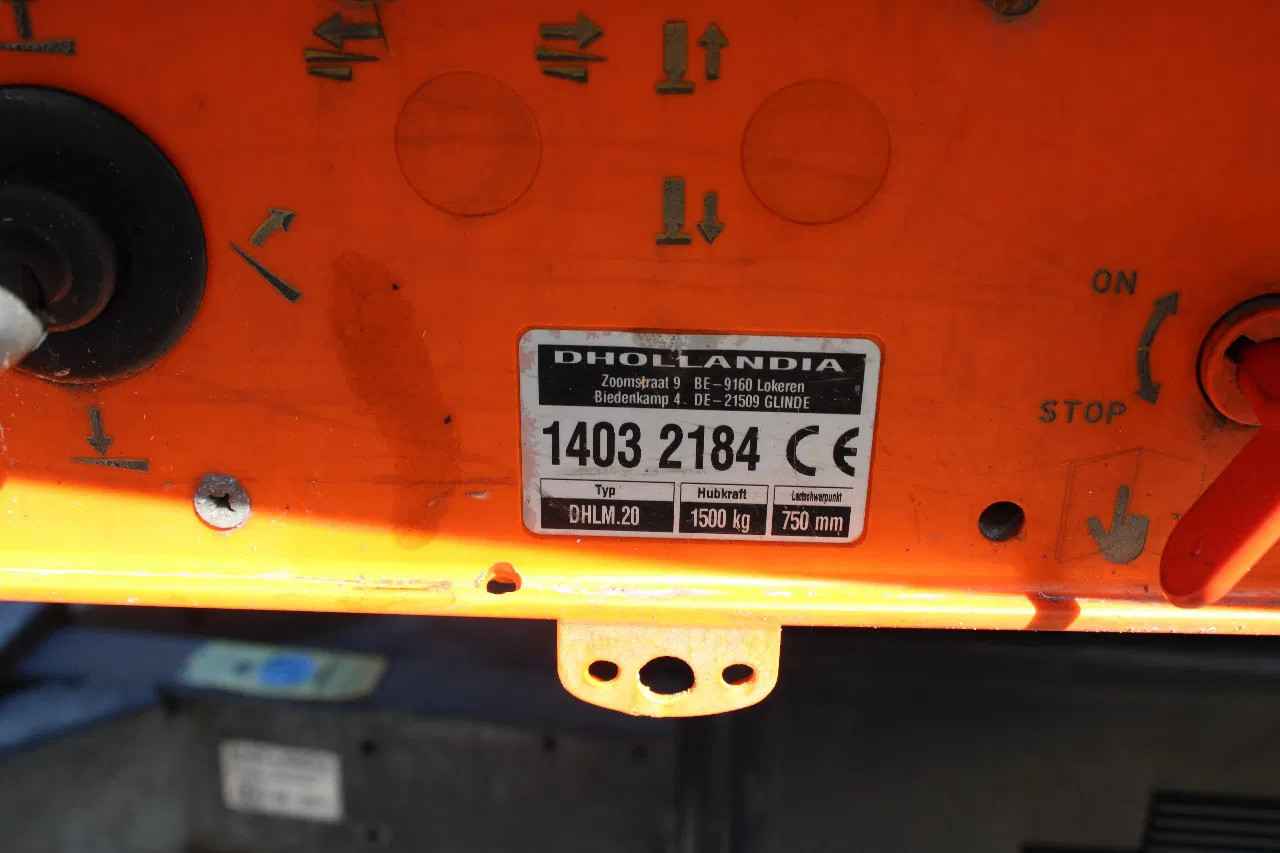 ON
STOP
DHOLLANDIA
Zoomstraat 9 BE-9160 Lokeren
Biedenkamp 4. DE-21509 GLINDE
1403 2184 CE
Typ Hubkraft Lastschwerpunkt
DHLM.20 1500 kg 750 mm